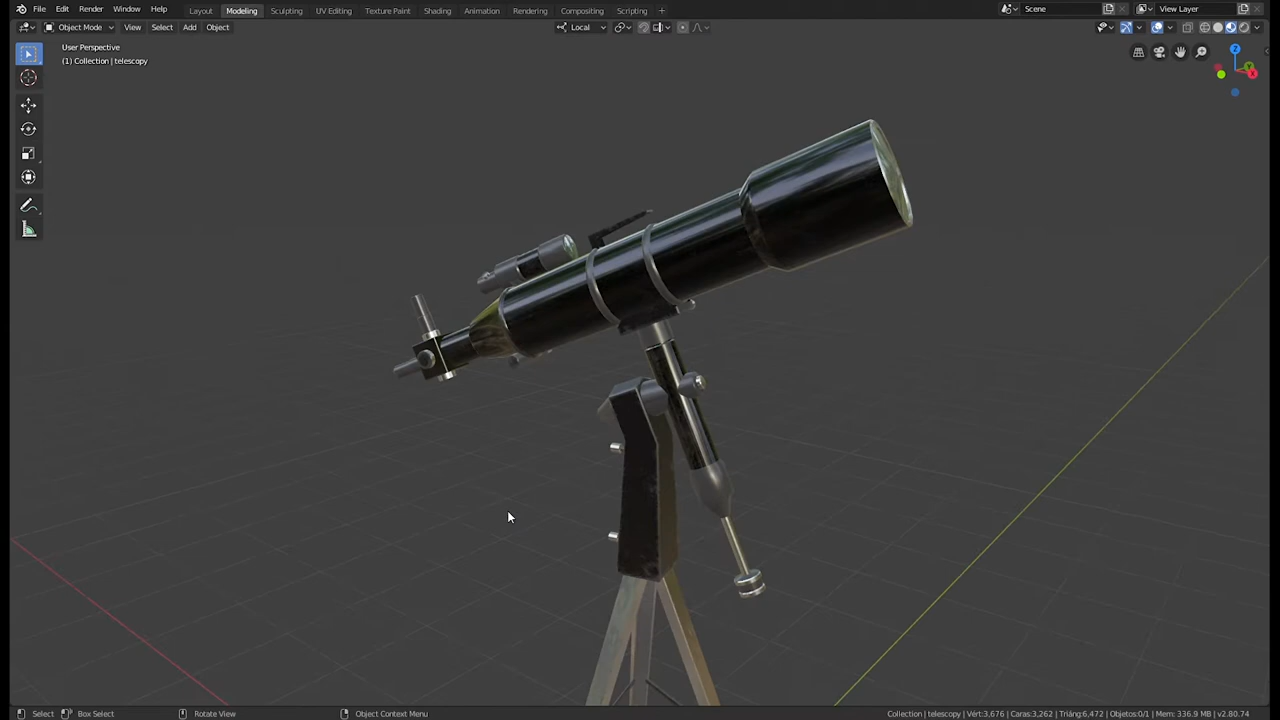 File Edit Render Window Help Layout Modeling Sculpting UV Editing Texture Paint Shading Animation Rendering Compositing Scripting + Scene View Layer
Object Mode View Select Add Object Local
User Perspective
(1) Collection | telescopy
Z
Y
X
Select Box Select Rotate View Object Context Menu Collection | telescopy | Vért:3,676 | Caras:3,262 | Triáng:6,472 | Objetos:0/1 | Mem: 336.9 MB | v2.80.74